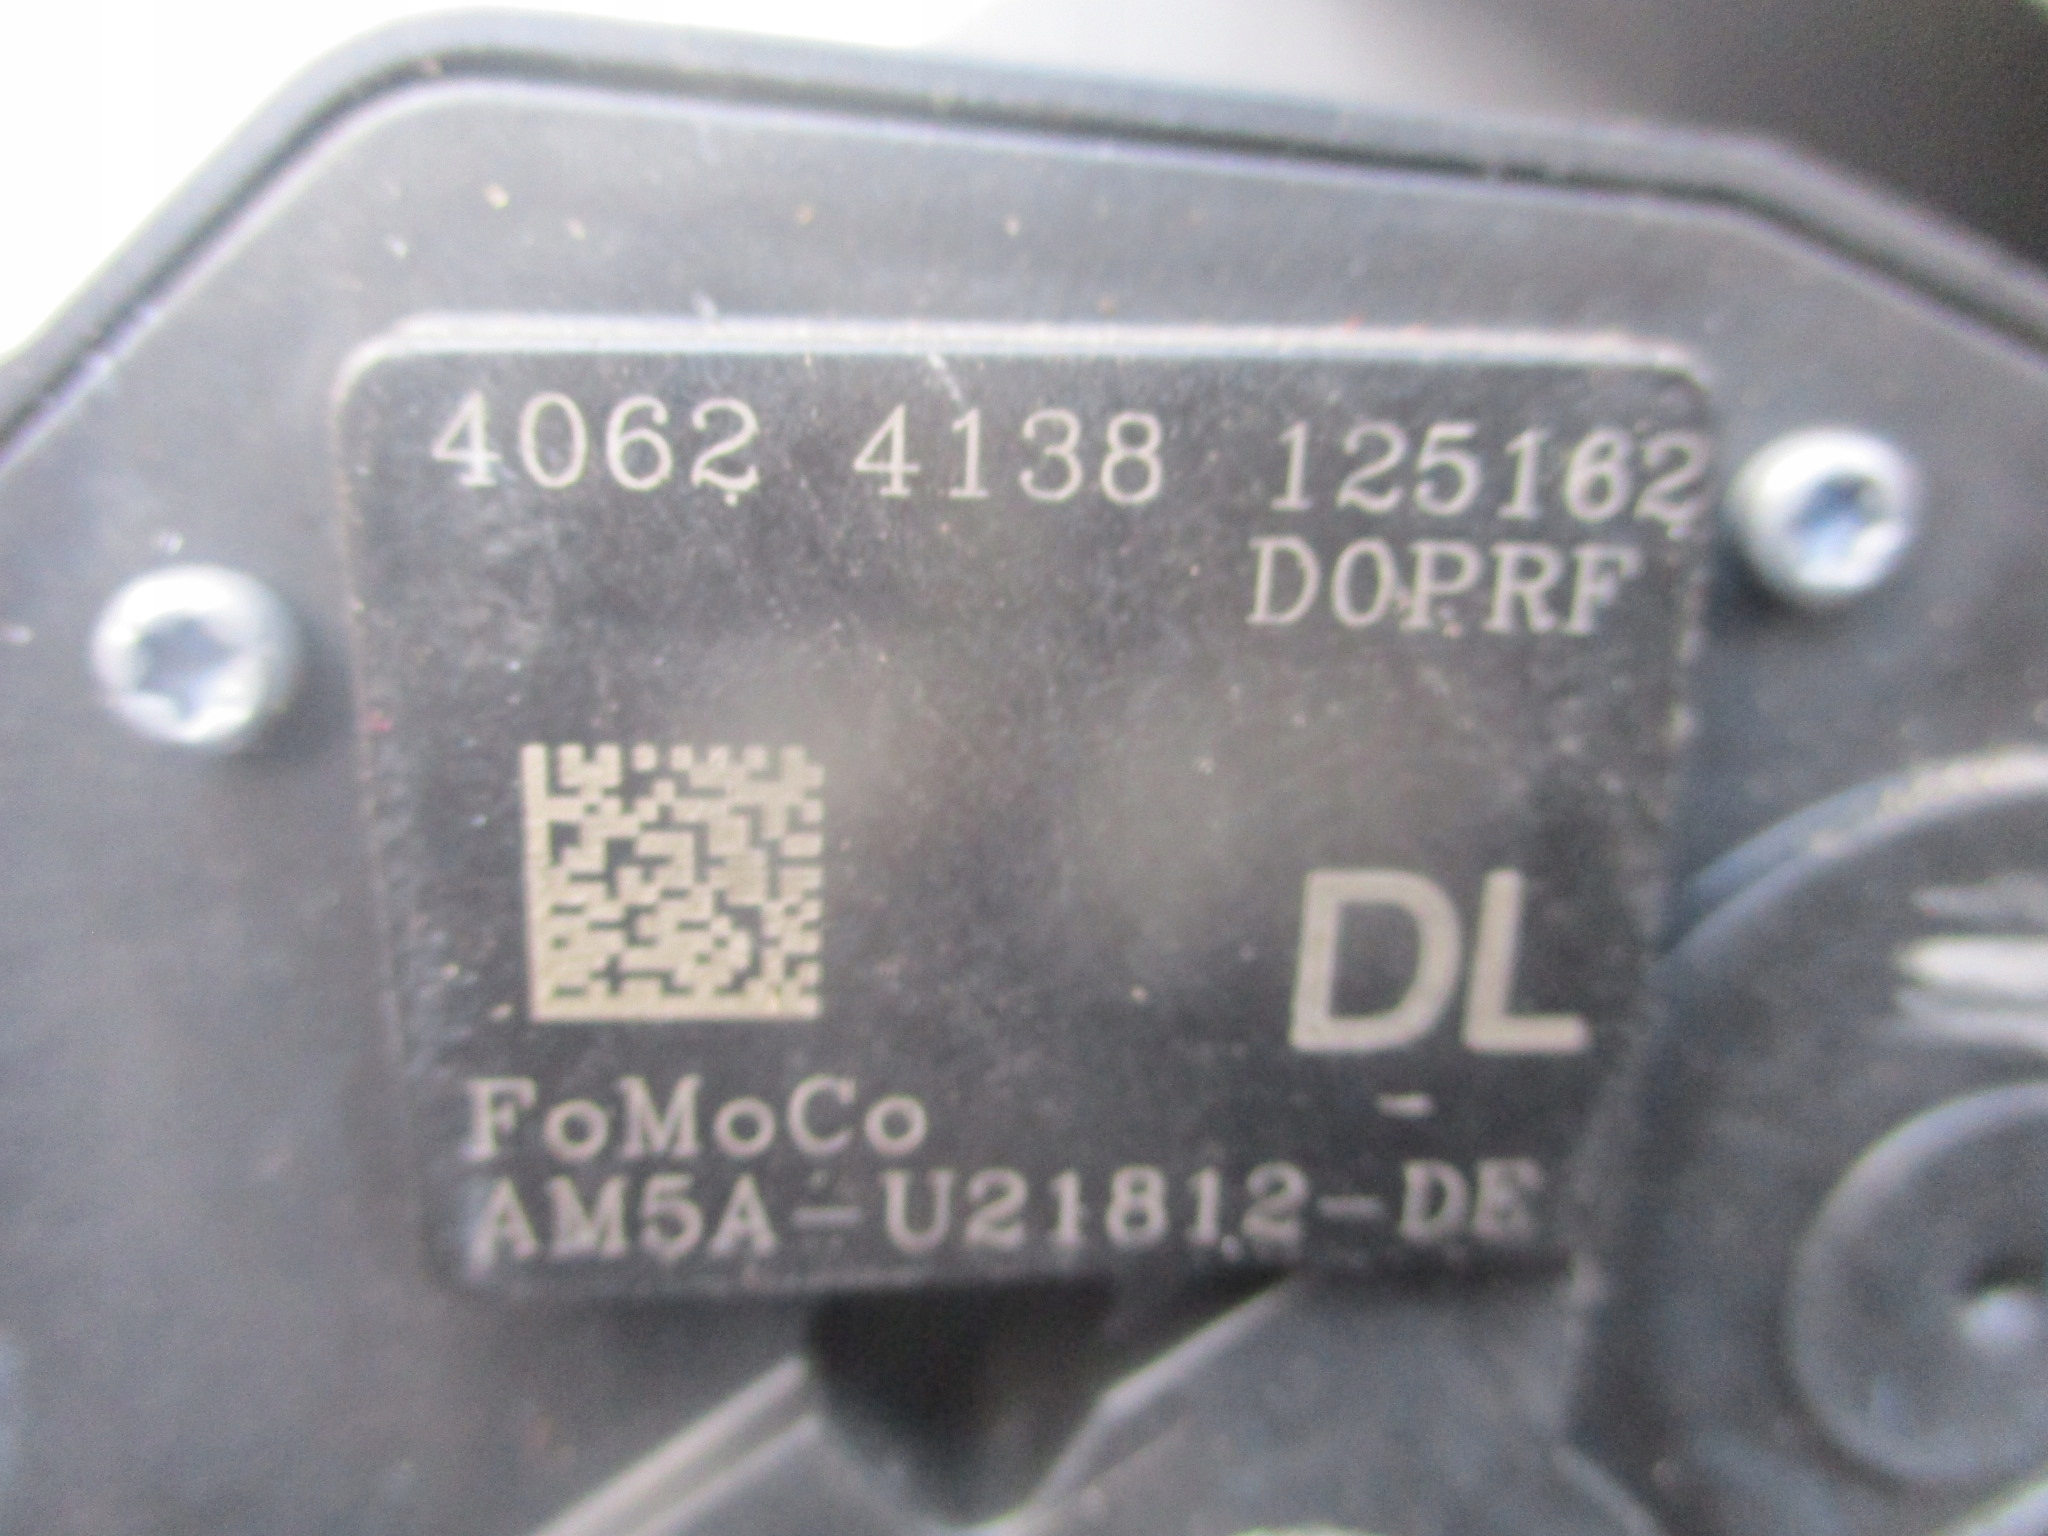 4062 4138 125162
D0PRF
DL
-
FoMoCo
AM5A-U21812-DE